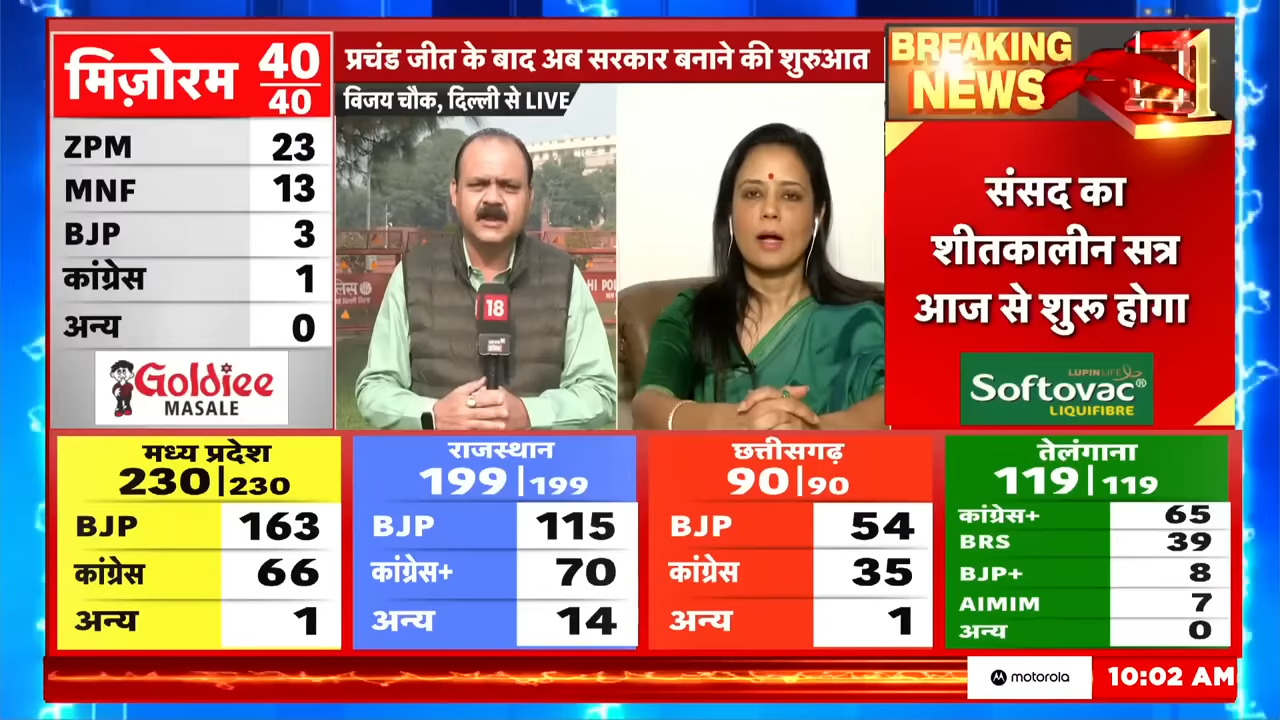 मिज़ोरम 40
40
ZPM 23
MNF 13
BJP 3
कांग्रेस 1
अन्य 0
Goldiee
MASALE
प्रचंड जीत के बाद अब सरकार बनाने की शुरुआत
विजय चौक, दिल्ली से LIVE
18
BREAKING
NEWS
1
संसद का
शीतकालीन सत्र
आज से शुरू होगा
LUPINLIFE
Softovac®
LIQUIFIBRE
मध्य प्रदेश
230|230
BJP 163
कांग्रेस 66
अन्य 1
राजस्थान
199|199
BJP 115
कांग्रेस+ 70
अन्य 14
छत्तीसगढ़
90|90
BJP 54
कांग्रेस 35
अन्य 1
तेलंगाना
119|119
कांग्रेस+ 65
BRS 39
BJP+ 8
AIMIM 7
अन्य 0
motorola
10:02 AM